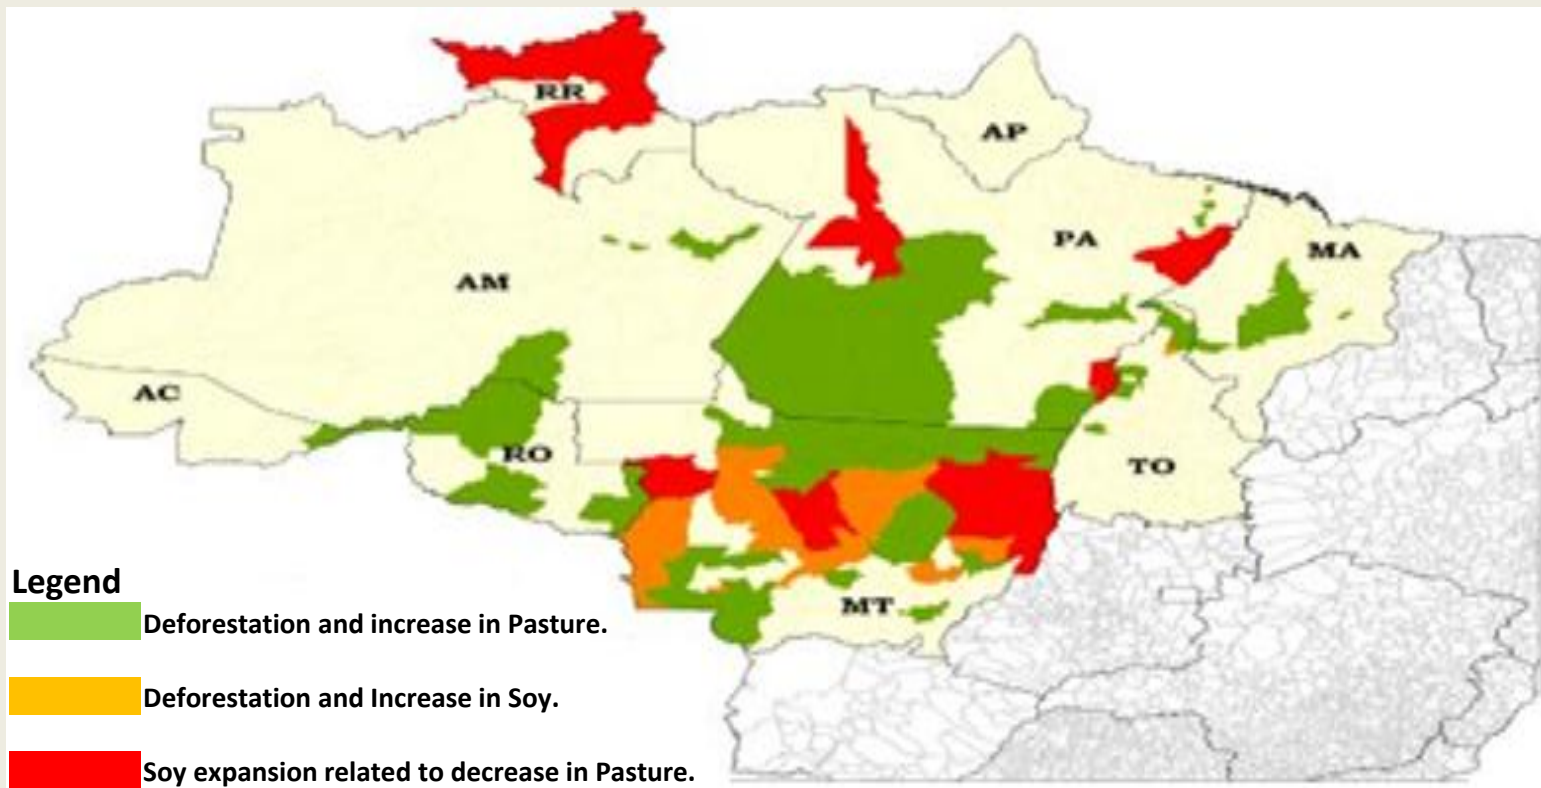 RR
AP
PA
MA
AM
AC
RO
TO
MT
Legend
Deforestation and increase in Pasture.
Deforestation and Increase in Soy.
Soy expansion related to decrease in Pasture.